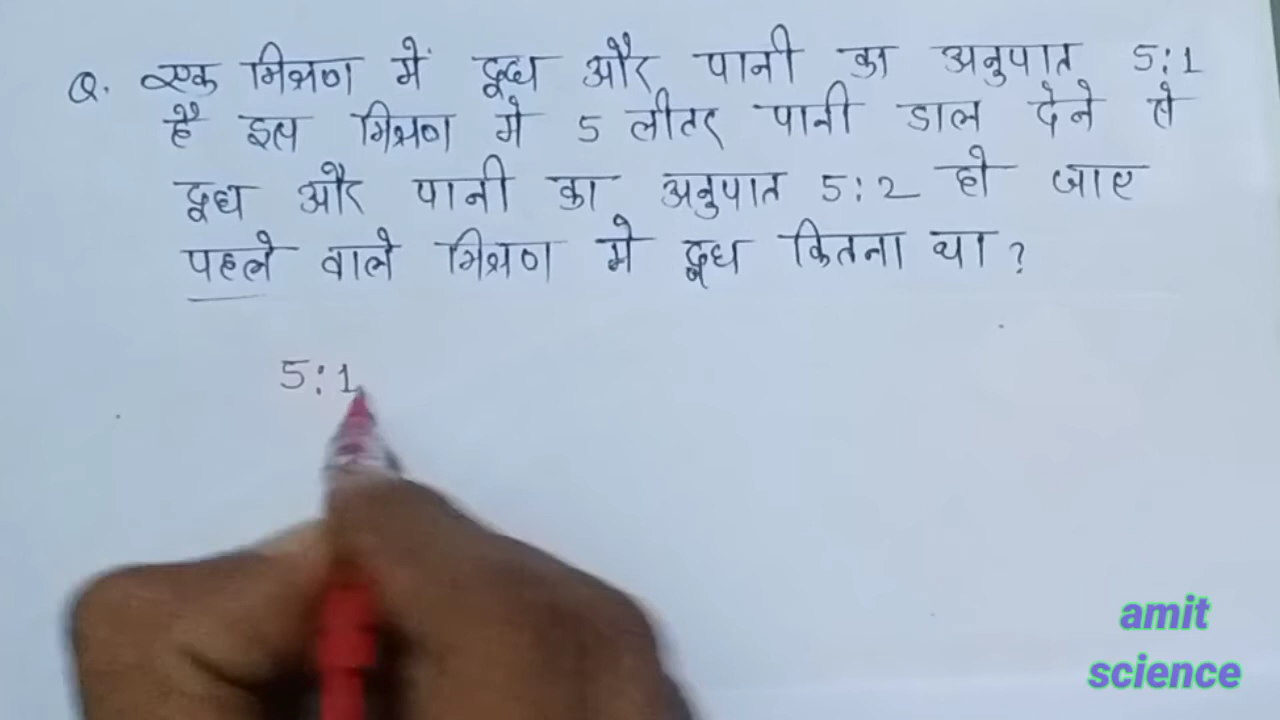 Q. एक मिश्रण में दूध और पानी का अनुपात 5:1
है इस मिश्रण मे 5 लीटर पानी डाल देने से
दूध और पानी का अनुपात 5:2 हो जाए
पहले वाले मिश्रण मे दूध कितना था ?
5:1
amit
science